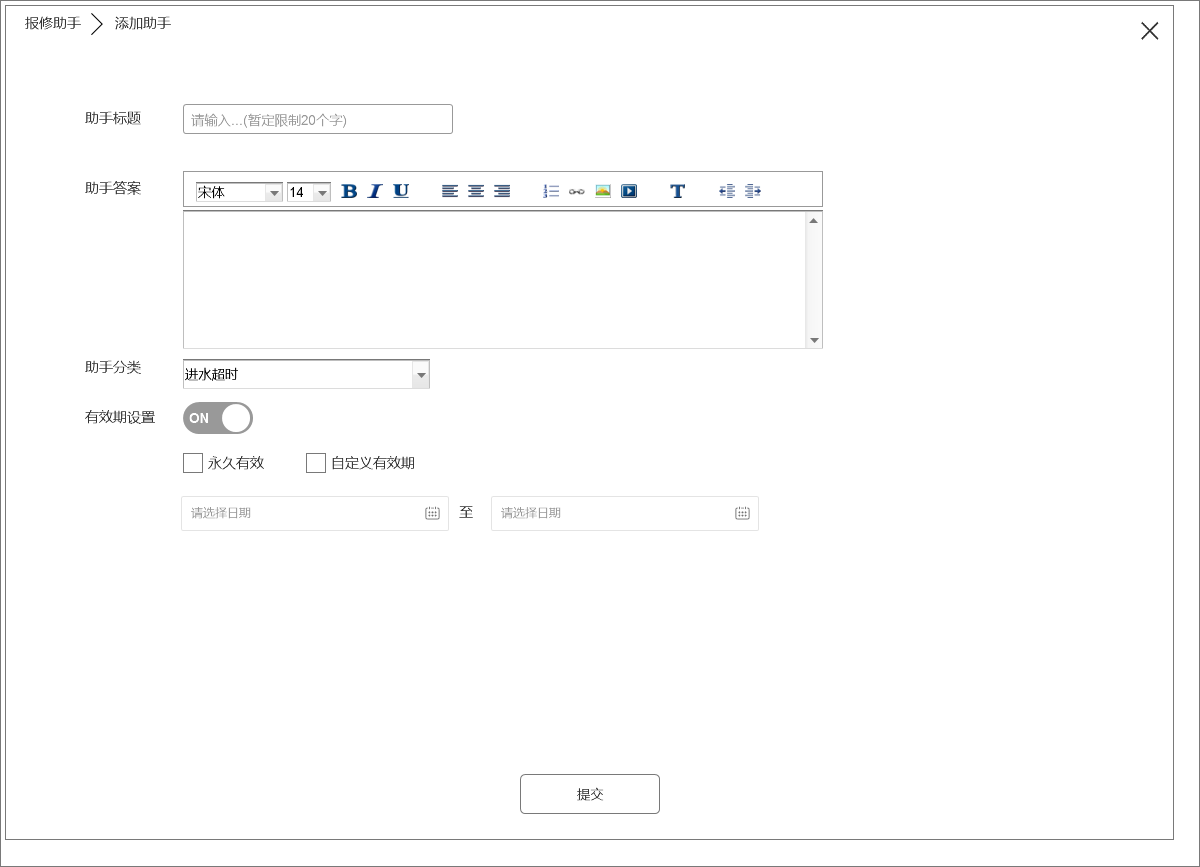 报修助手 添加助手
助手标题 请输入...(暂定限制20个字)
助手答案 宋体 14 B I U T
助手分类 进水超时
有效期设置 ON
永久有效 自定义有效期
请选择日期 至 请选择日期
提交